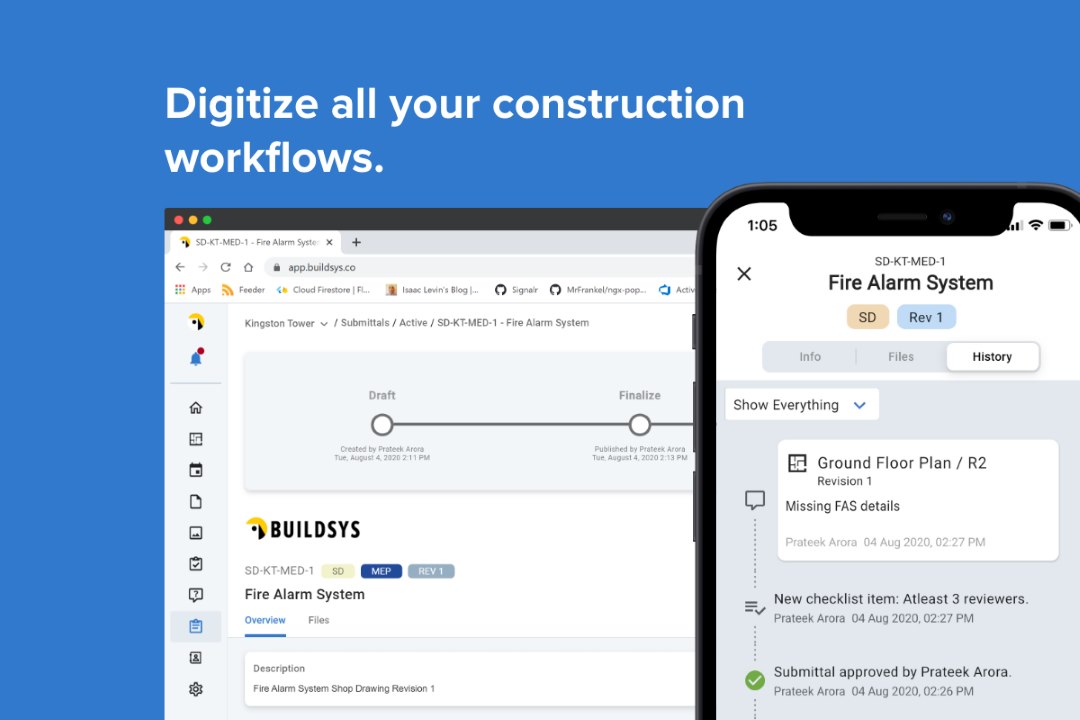 Digitize all your construction
workflows.
SD-KT-MED-1 - Fire Alarm Syste
app.buildsys.co
Apps
Feeder
Cloud Firestore | Fi...
Isaac Levin's Blog |...
Signalr
MrFrankel/ngx-pop...
Activ
Kingston Tower / Submittals / Active / SD-KT-MED-1 - Fire Alarm System
Draft
Finalize
Created by Prateek Arora
Tue, August 4, 2020 2:11 PM
Published by Prateek Arora
Tue, August 4, 2020 2:13 PM
BUILDSYS
SD-KT-MED-1 SD MEP REV 1
Fire Alarm System
Overview Files
Description
Fire Alarm System Shop Drawing Revision 1
1:05
SD-KT-MED-1
Fire Alarm System
SD Rev 1
Info Files History
Show Everything
Ground Floor Plan / R2
Revision 1
Missing FAS details
Prateek Arora 04 Aug 2020, 02:27 PM
New checklist item: Atleast 3 reviewers.
Prateek Arora 04 Aug 2020, 02:27 PM
Submittal approved by Prateek Arora.
Prateek Arora 04 Aug 2020, 02:26 PM